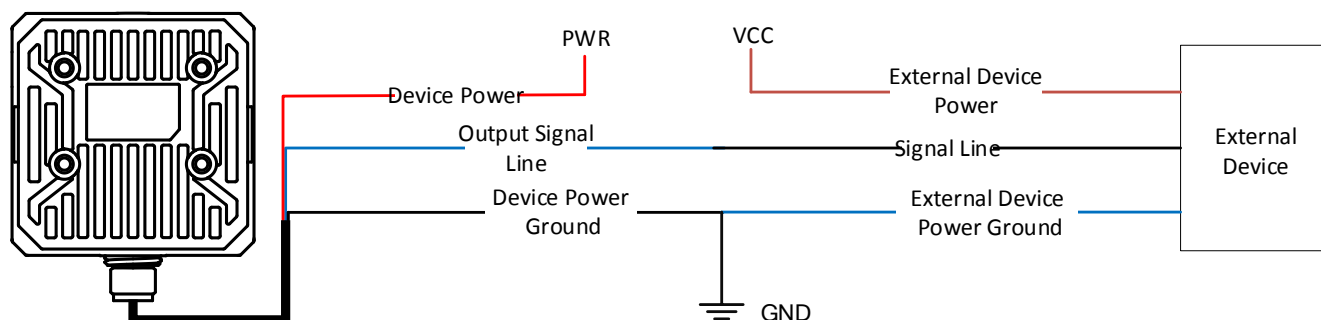 PWR
VCC
Device Power
External Device
Power
Output Signal
Line
Signal Line
External
Device
Device Power
Ground
External Device
Power Ground
GND